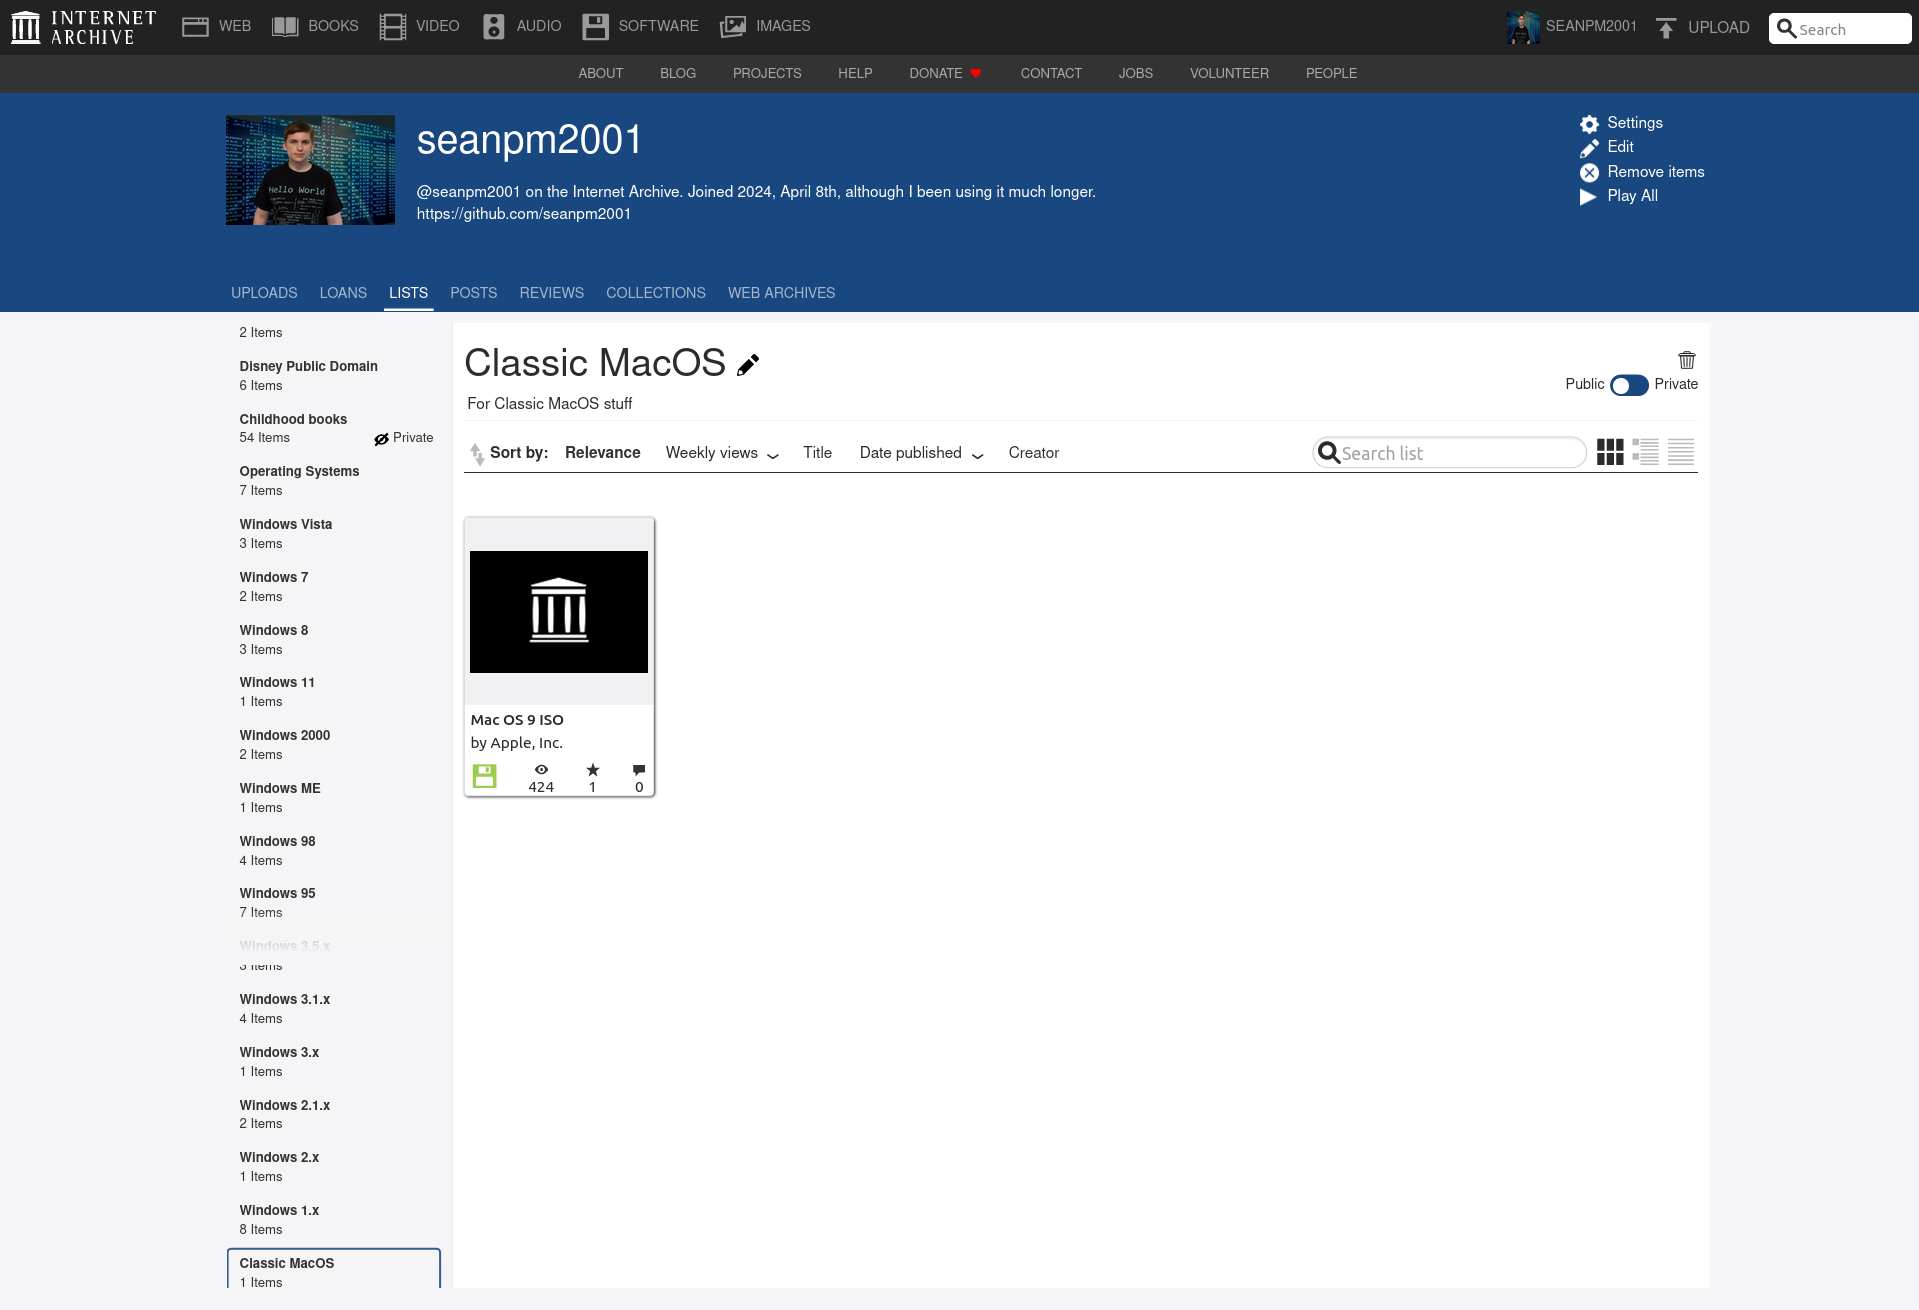 INTERNET
ARCHIVE
WEB
BOOKS
VIDEO
AUDIO
SOFTWARE
IMAGES
SEANPM2001
UPLOAD
Search
ABOUT
BLOG
PROJECTS
HELP
DONATE
CONTACT
JOBS
VOLUNTEER
PEOPLE
Hello World
seanpm2001
@seanpm2001 on the Internet Archive. Joined 2024, April 8th, although I been using it much longer.
https://github.com/seanpm2001
Settings
Edit
Remove items
Play All
UPLOADS
LOANS
LISTS
POSTS
REVIEWS
COLLECTIONS
WEB ARCHIVES
2 Items
Disney Public Domain
6 Items
Childhood books
54 Items
Private
Operating Systems
7 Items
Windows Vista
3 Items
Windows 7
2 Items
Windows 8
3 Items
Windows 11
1 Items
Windows 2000
2 Items
Windows ME
1 Items
Windows 98
4 Items
Windows 95
7 Items
Windows 3.5.x
3 Items
Windows 3.1.x
4 Items
Windows 3.x
1 Items
Windows 2.1.x
2 Items
Windows 2.x
1 Items
Windows 1.x
8 Items
Classic MacOS
1 Items
Classic MacOS
For Classic MacOS stuff
Public
Private
Sort by:
Relevance
Weekly views
Title
Date published
Creator
Search list
Mac OS 9 ISO
by Apple, Inc.
424
1
0